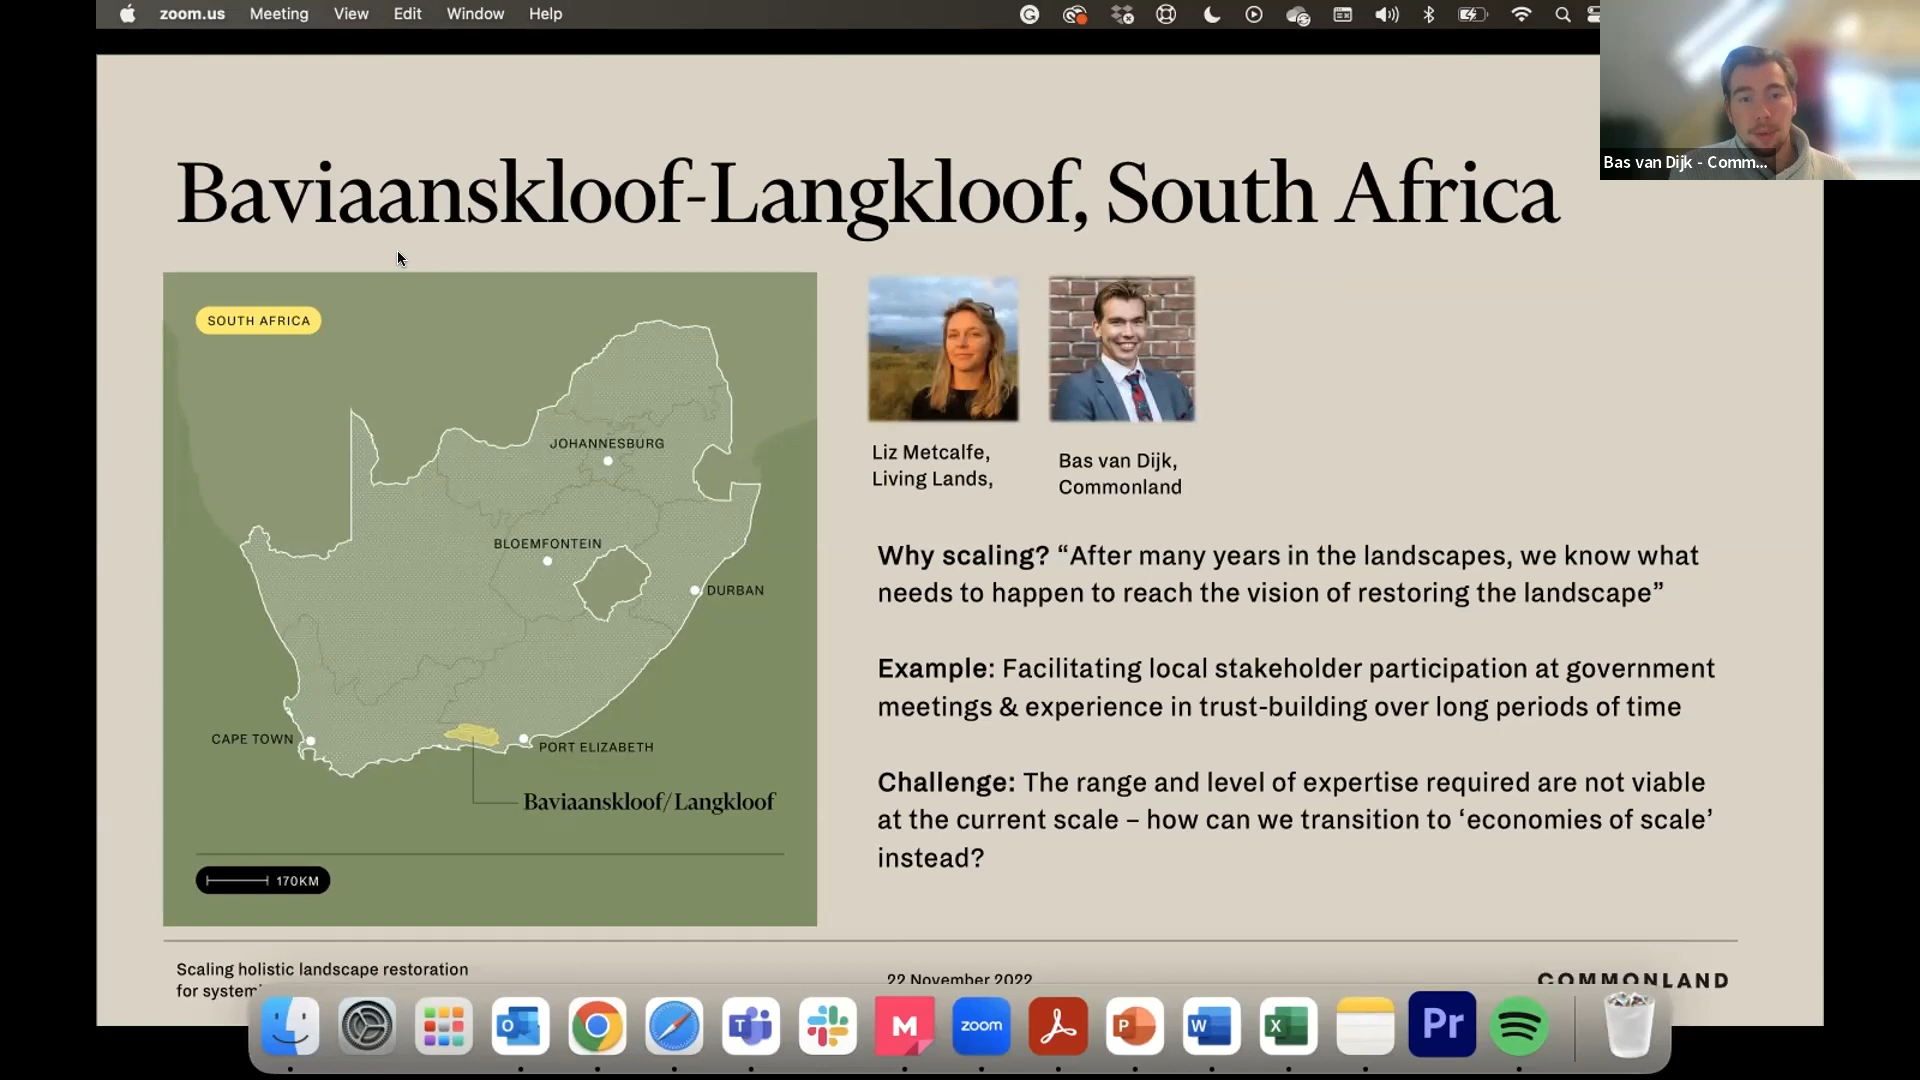 zoom.us Meeting View Edit Window Help
Bas van Dijk - Comm...
Baviaanskloof-Langkloof, South Africa
SOUTH AFRICA
JOHANNESBURG
BLOEMFONTEIN
DURBAN
CAPE TOWN
PORT ELIZABETH
Baviaanskloof/Langkloof
170KM
Liz Metcalfe,
Living Lands,
Bas van Dijk,
Commonland
Why scaling? “After many years in the landscapes, we know what
needs to happen to reach the vision of restoring the landscape”
Example: Facilitating local stakeholder participation at government
meetings & experience in trust-building over long periods of time
Challenge: The range and level of expertise required are not viable
at the current scale – how can we transition to ‘economies of scale’
instead?
Scaling holistic landscape restoration
for system
22 November 2022
COMMONLAND
zoom
Pr